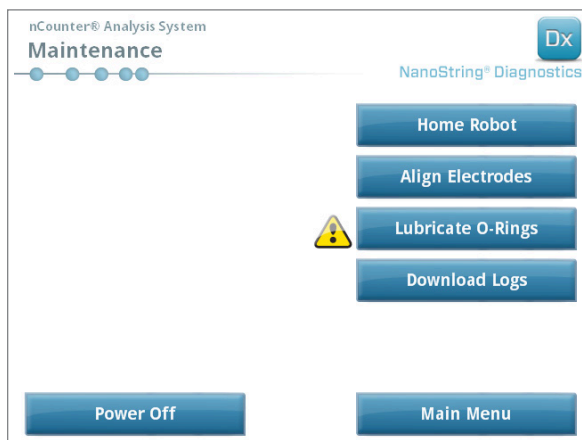 nCounter® Analysis System
Maintenance
Dx
NanoString® Diagnostics
Home Robot
Align Electrodes
Lubricate O-Rings
Download Logs
Power Off
Main Menu